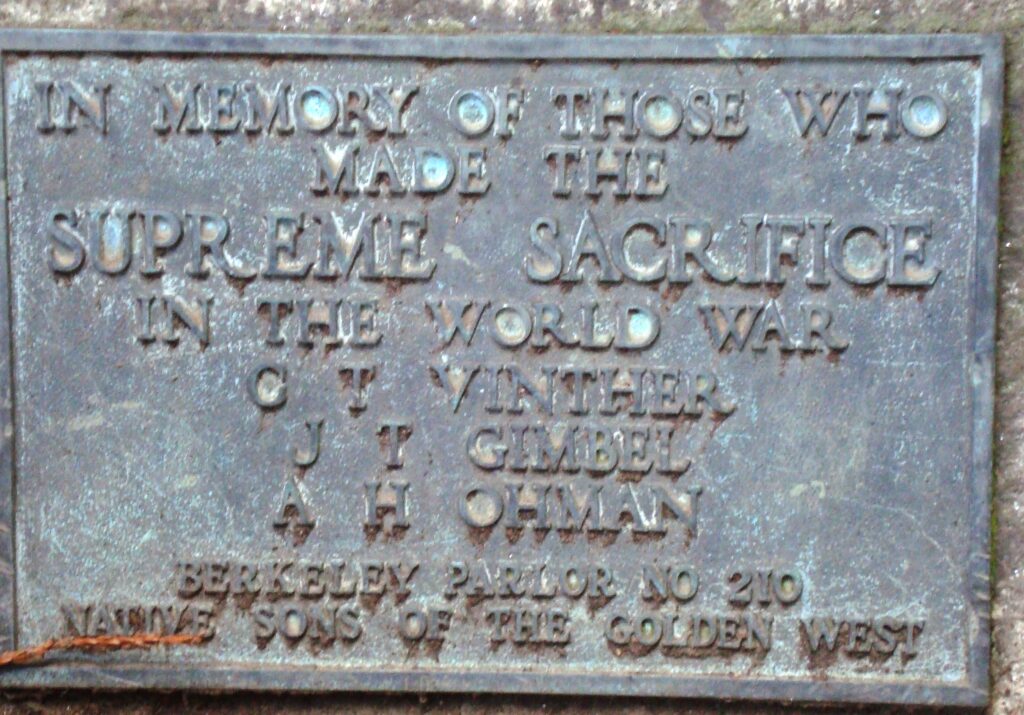 IN MEMORY OF THOSE WHO
MADE THE
SUPREME SACRIFICE
IN THE WORLD WAR
C T VINTHER
J T GIMBEL
A H OHMAN
BERKELEY PARLOR NO 210
NATIVE SONS OF THE GOLDEN WEST